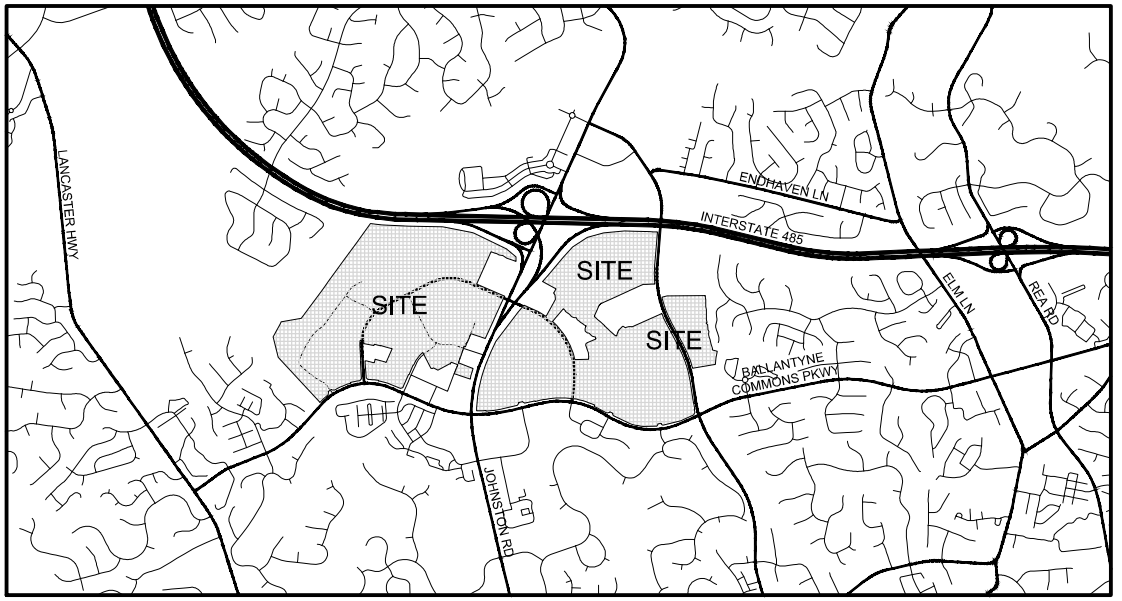 LANCASTER HWY
ENDHAVEN LN
INTERSTATE 485
SITE
SITE
SITE
ELM LN
REA RD
BALLANTYNE
COMMONS PKWY
JOHNSTON RD